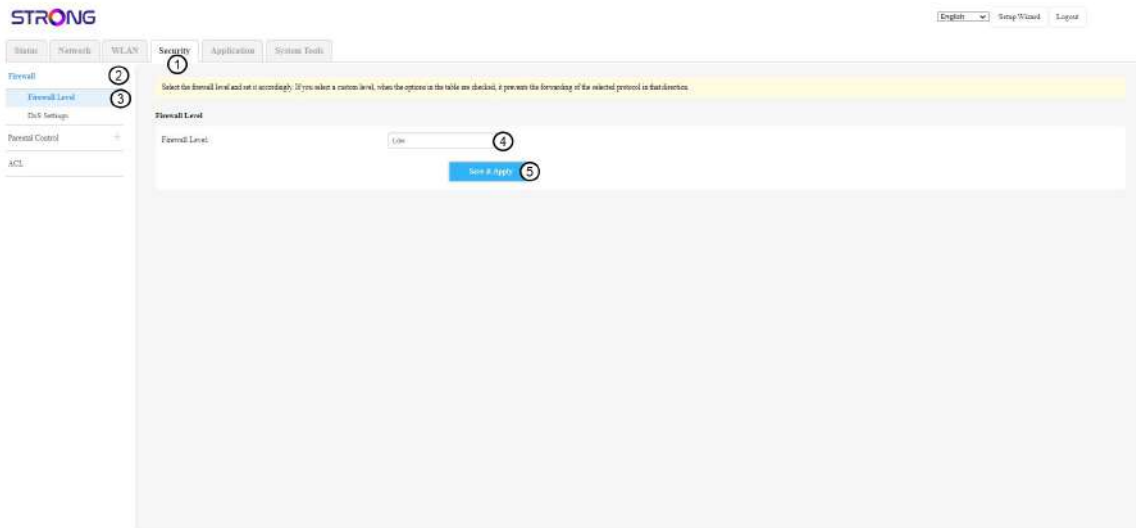 STRONG
English Setup Wizard Logout
Status Network WLAN Security Application System Tools
1
Firewall 2
Firewall Level 3
DoS Settings
Parental Control +
ACL
Select the firewall level and set it accordingly. If you select a custom level, when the options in the table are checked, it prevents the forwarding of the selected protocol in that direction.
Firewall Level
Firewall Level: Low 4
Save & Apply 5